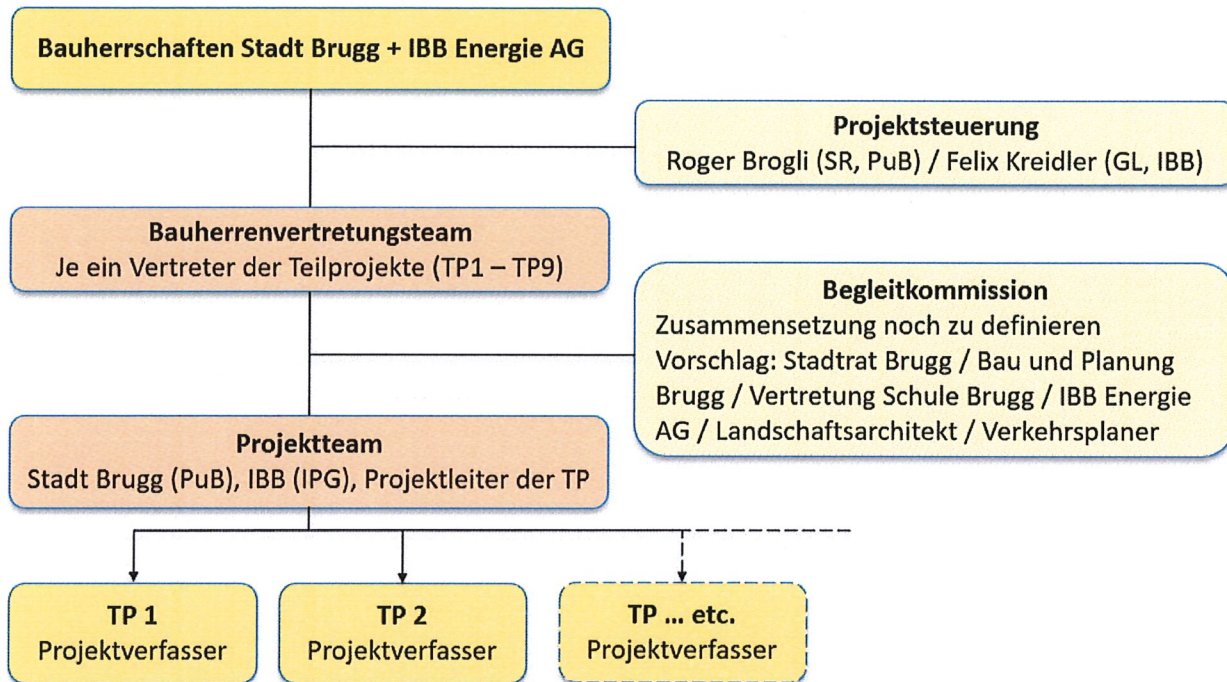 Bauherrschaften Stadt Brugg + IBB Energie AG
Projektsteuerung
Roger Brogli (SR, PuB) / Felix Kreidler (GL, IBB)
Bauherrenvertretungsteam
Je ein Vertreter der Teilprojekte (TP1 – TP9)
Begleitkommission
Zusammensetzung noch zu definieren
Vorschlag: Stadtrat Brugg / Bau und Planung
Brugg / Vertretung Schule Brugg / IBB Energie
AG / Landschaftsarchitekt / Verkehrsplaner
Projektteam
Stadt Brugg (PuB), IBB (IPG), Projektleiter der TP
TP 1
Projektverfasser
TP 2
Projektverfasser
TP ... etc.
Projektverfasser